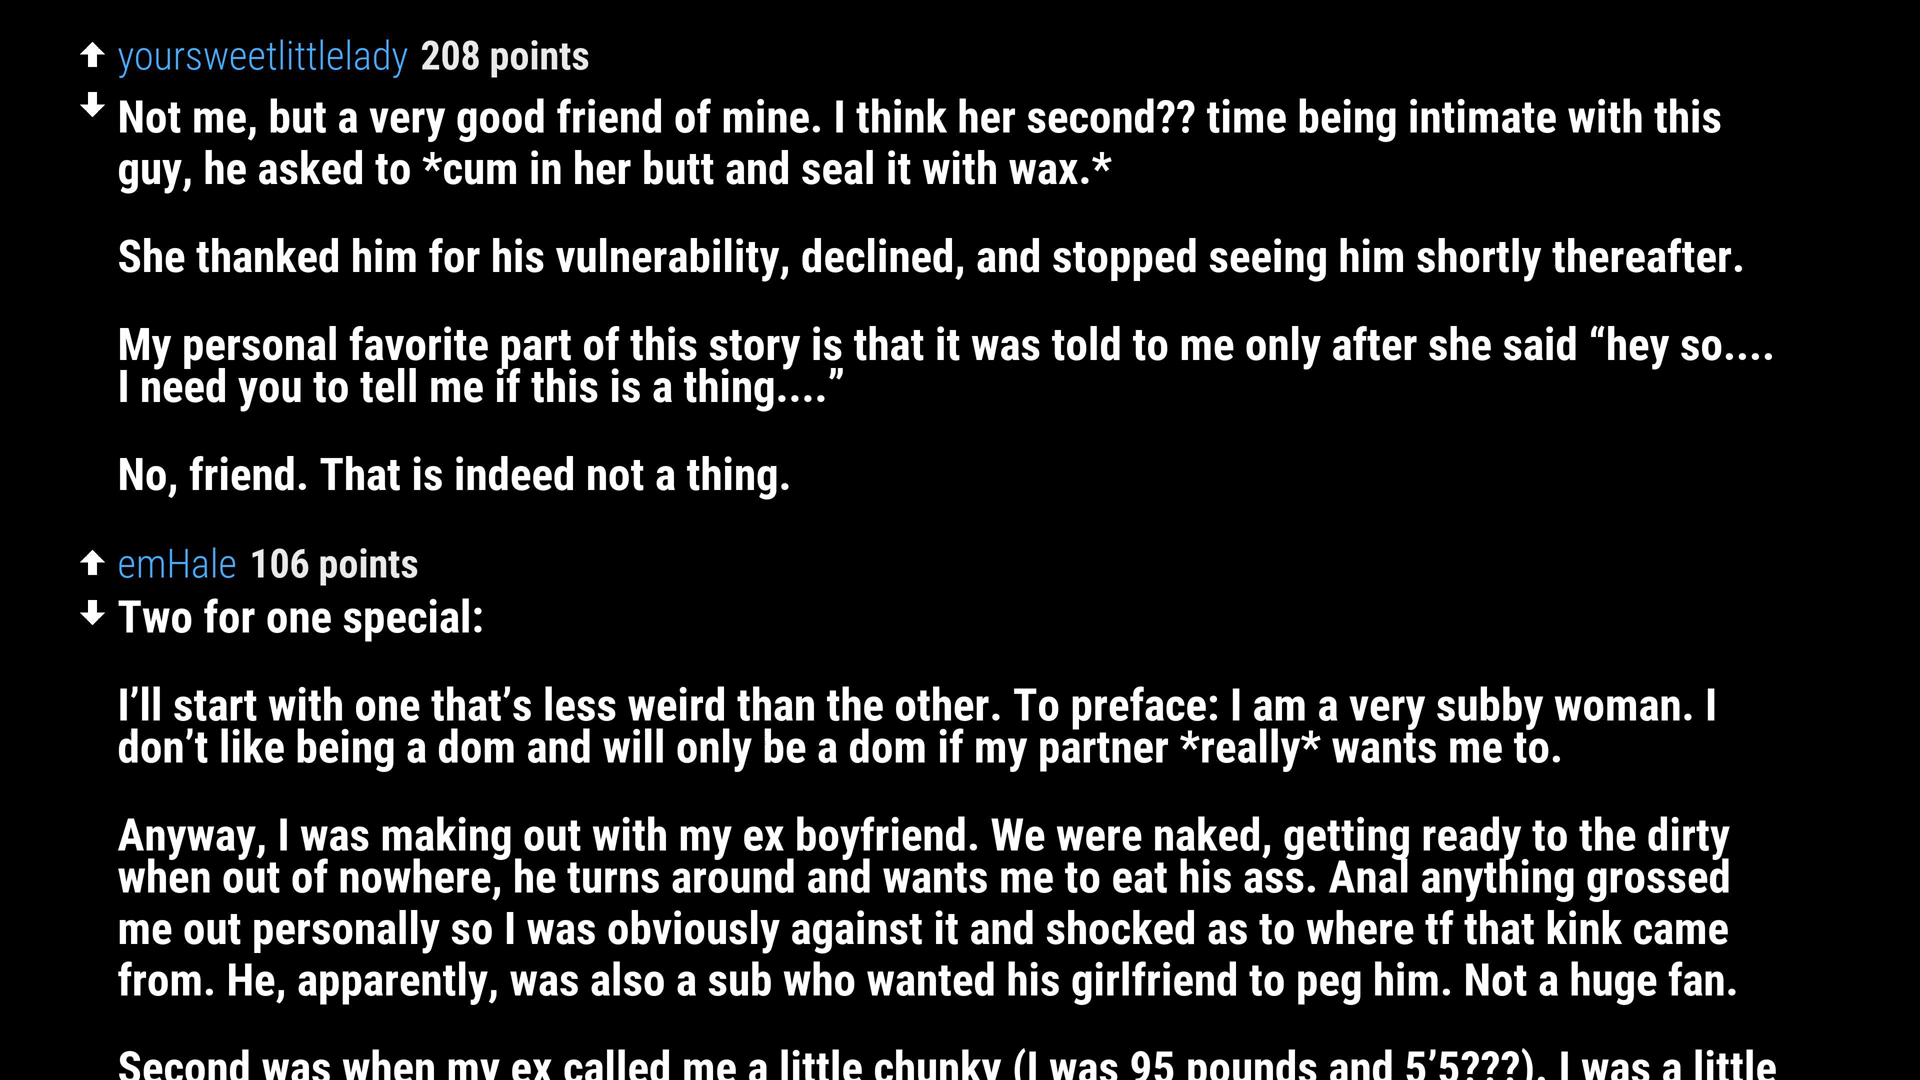 yoursweetlittlelady 208 points
Not me, but a very good friend of mine. I think her second?? time being intimate with this
guy, he asked to *cum in her butt and seal it with wax.*
She thanked him for his vulnerability, declined, and stopped seeing him shortly thereafter.
My personal favorite part of this story is that it was told to me only after she said “hey so....
I need you to tell me if this is a thing....”
No, friend. That is indeed not a thing.
emHale 106 points
Two for one special:
I’ll start with one that’s less weird than the other. To preface: I am a very subby woman. I
don’t like being a dom and will only be a dom if my partner *really* wants me to.
Anyway, I was making out with my ex boyfriend. We were naked, getting ready to the dirty
when out of nowhere, he turns around and wants me to eat his ass. Anal anything grossed
me out personally so I was obviously against it and shocked as to where tf that kink came
from. He, apparently, was also a sub who wanted his girlfriend to peg him. Not a huge fan.
Second was when my ex called me a little chunky (I was 95 pounds and 5’5???). I was a little